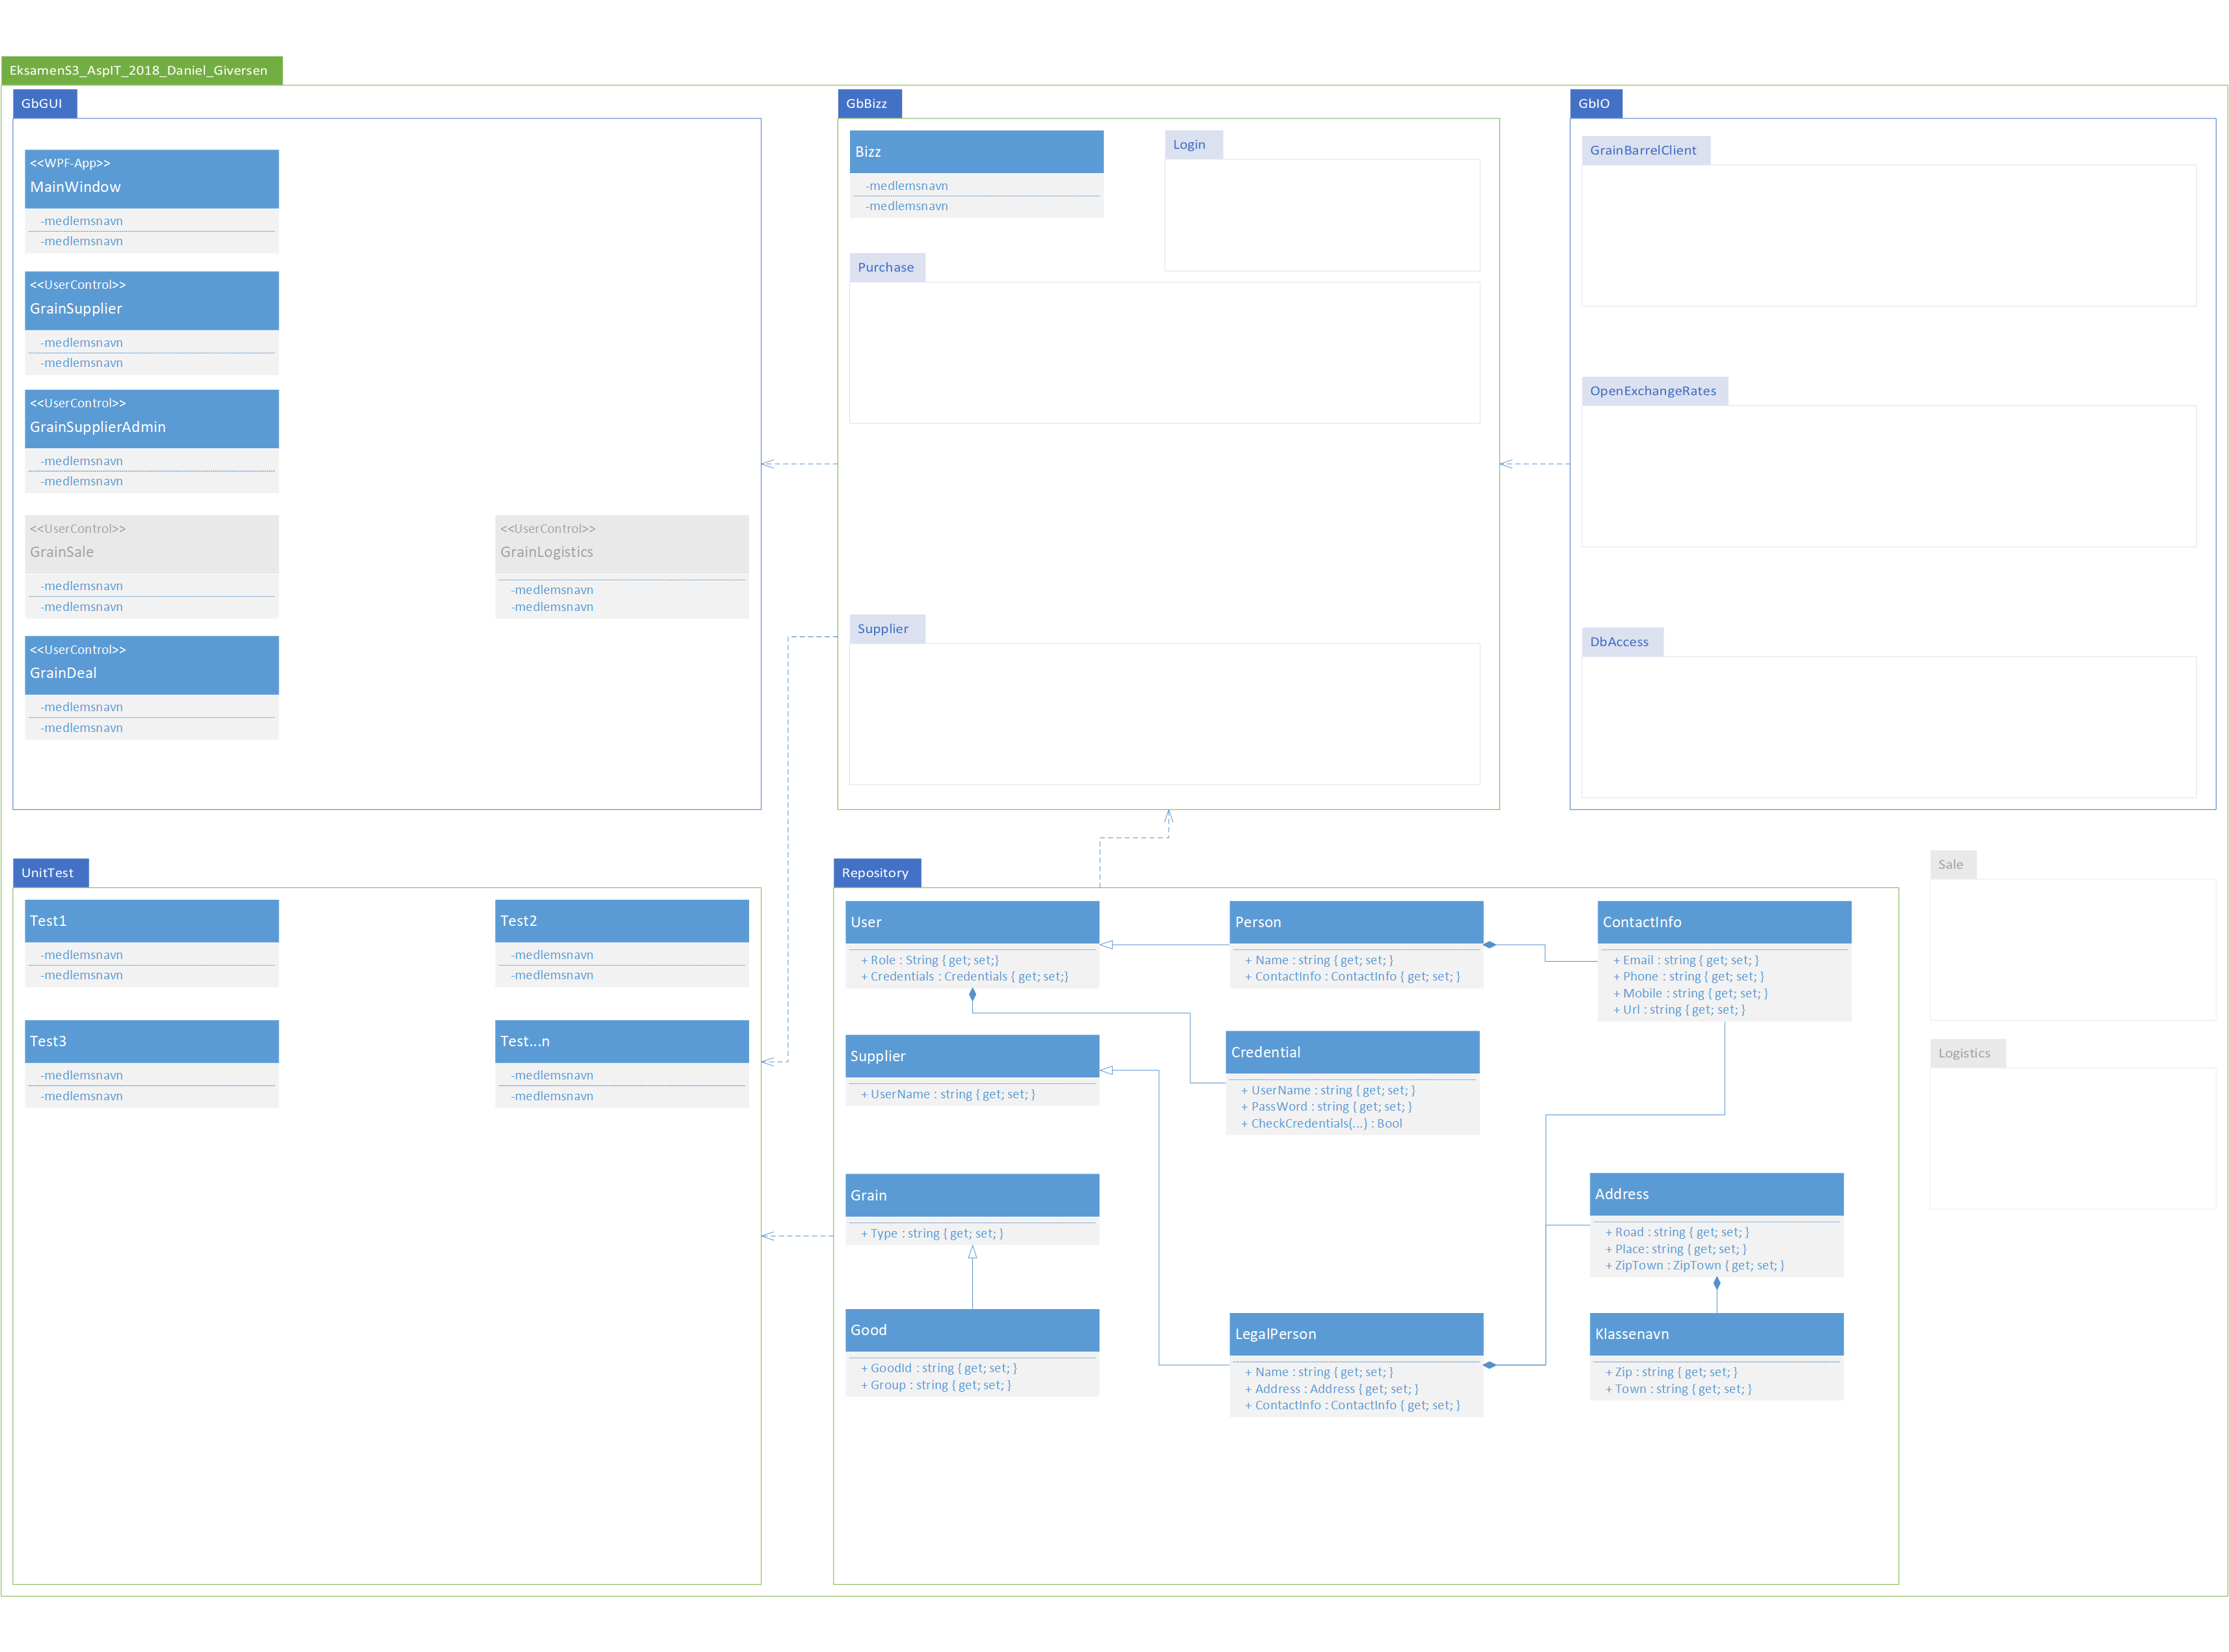 EksamenS3_AspIT_2018_Daniel_Giversen
GbGUI
<<WPF-App>>
MainWindow
-medlemsnavn
-medlemsnavn
<<UserControl>>
GrainSupplier
-medlemsnavn
-medlemsnavn
<<UserControl>>
GrainSupplierAdmin
-medlemsnavn
-medlemsnavn
<<UserControl>>
GrainSale
-medlemsnavn
-medlemsnavn
<<UserControl>>
GrainLogistics
-medlemsnavn
-medlemsnavn
<<UserControl>>
GrainDeal
-medlemsnavn
-medlemsnavn
GbBizz
Bizz
-medlemsnavn
-medlemsnavn
Login
Purchase
Supplier
GbIO
GrainBarrelClient
OpenExchangeRates
DbAccess
UnitTest
Test1
-medlemsnavn
-medlemsnavn
Test2
-medlemsnavn
-medlemsnavn
Test3
-medlemsnavn
-medlemsnavn
Test...n
-medlemsnavn
-medlemsnavn
Repository
User
+ Role : String { get; set;}
+ Credentials : Credentials { get; set;}
Person
+ Name : string { get; set; }
+ ContactInfo : ContactInfo { get; set; }
ContactInfo
+ Email : string { get; set; }
+ Phone : string { get; set; }
+ Mobile : string { get; set; }
+ Url : string { get; set; }
Supplier
+ UserName : string { get; set; }
Credential
+ UserName : string { get; set; }
+ PassWord : string { get; set; }
+ CheckCredentials(...) : Bool
Grain
+ Type : string { get; set; }
Address
+ Road : string { get; set; }
+ Place: string { get; set; }
+ ZipTown : ZipTown { get; set; }
Good
+ GoodId : string { get; set; }
+ Group : string { get; set; }
LegalPerson
+ Name : string { get; set; }
+ Address : Address { get; set; }
+ ContactInfo : ContactInfo { get; set; }
Klassenavn
+ Zip : string { get; set; }
+ Town : string { get; set; }
Sale
Logistics